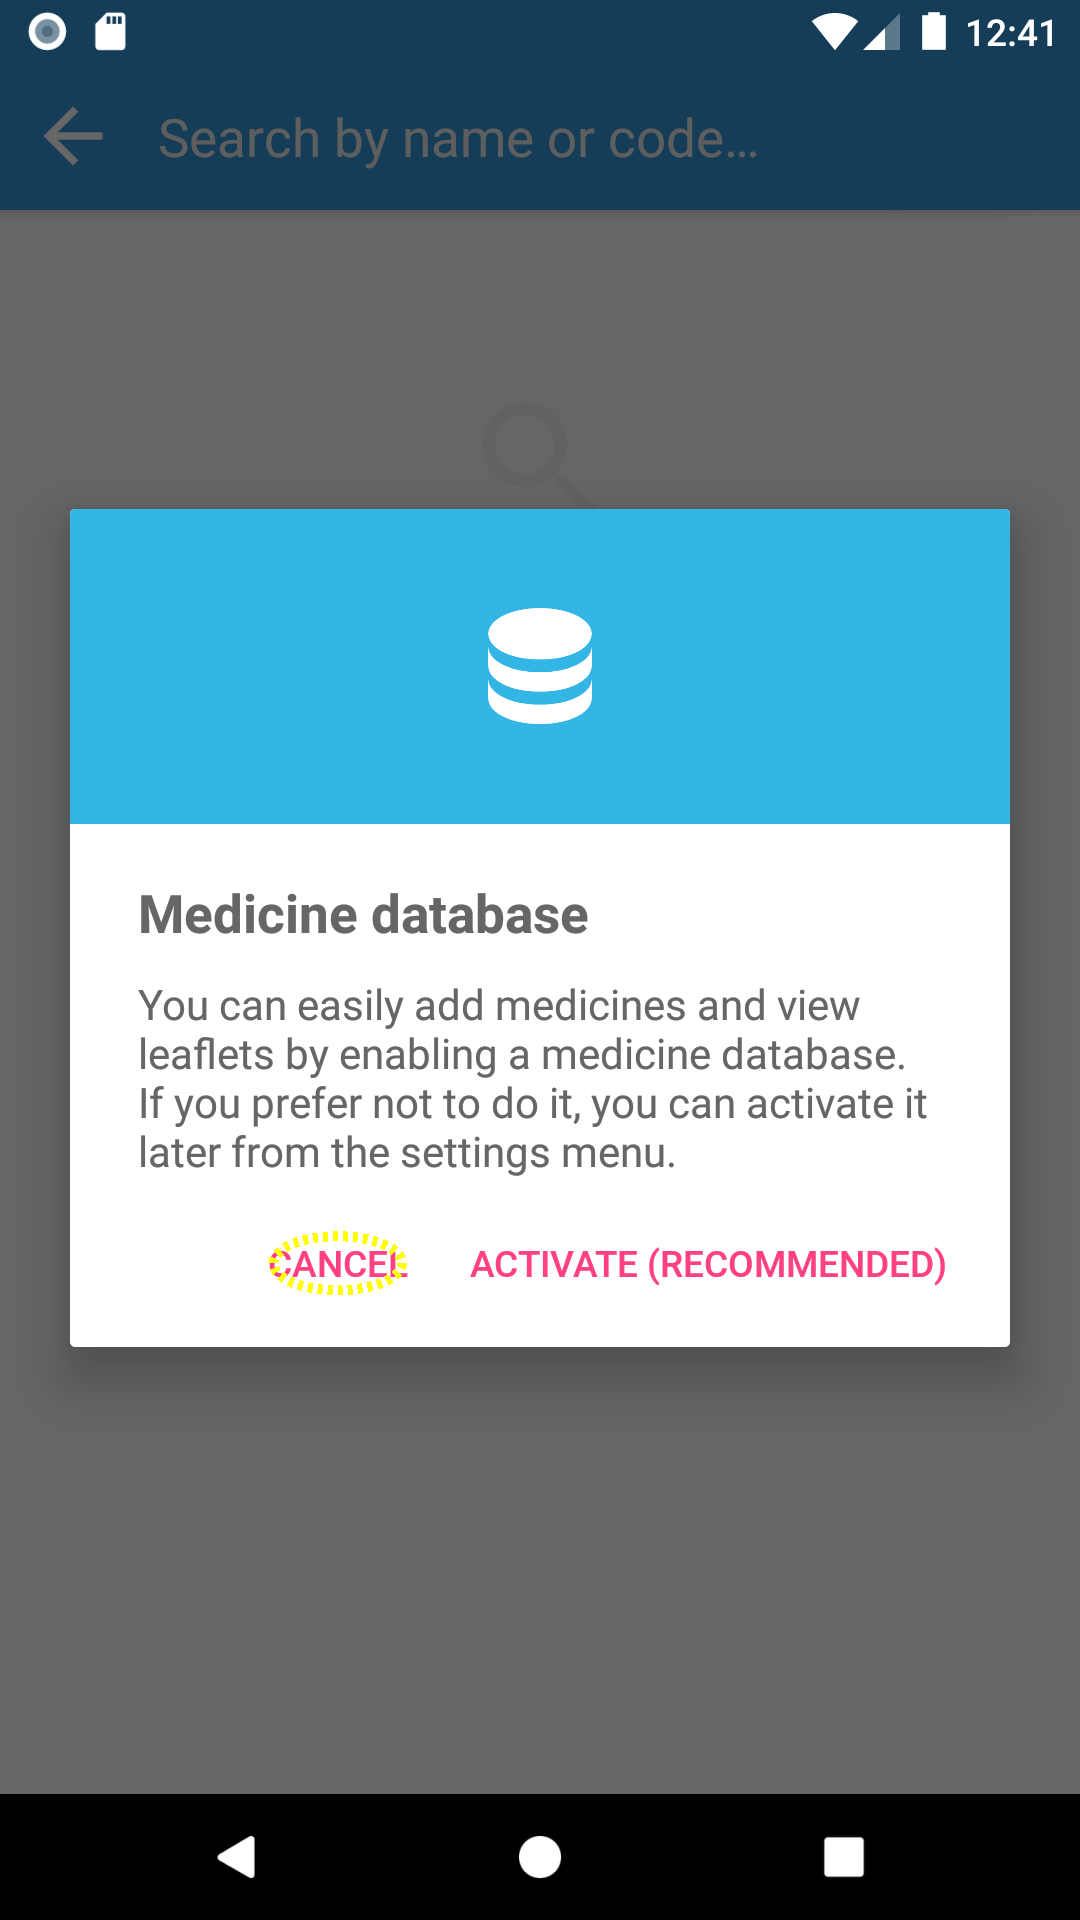 12:41
Search by name or code...
Medicine database
You can easily add medicines and view
leaflets by enabling a medicine database.
If you prefer not to do it, you can activate it
later from the settings menu.
CANCEL ACTIVATE (RECOMMENDED)